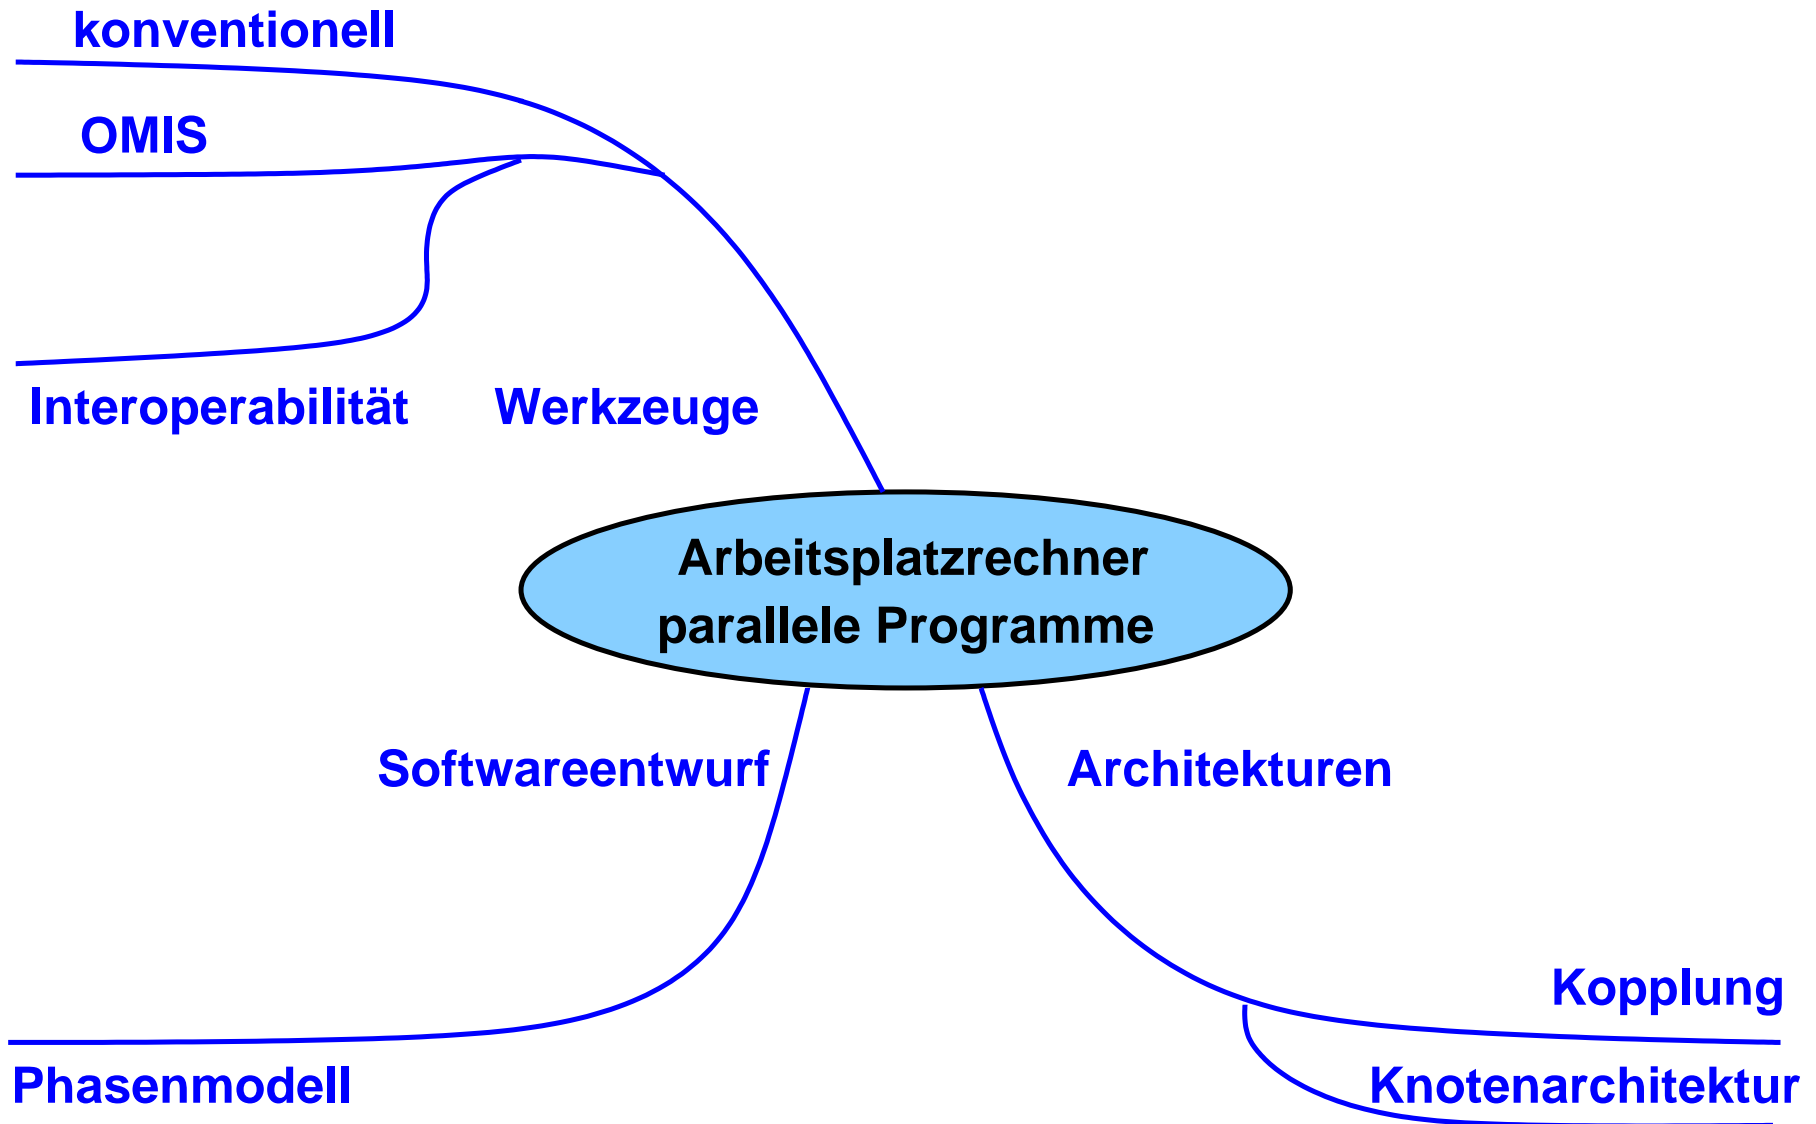 konventionell
OMIS
Interoperabilität
Werkzeuge
Arbeitsplatzrechner
parallele Programme
Softwareentwurf
Architekturen
Kopplung
Phasenmodell
Knotenarchitektur